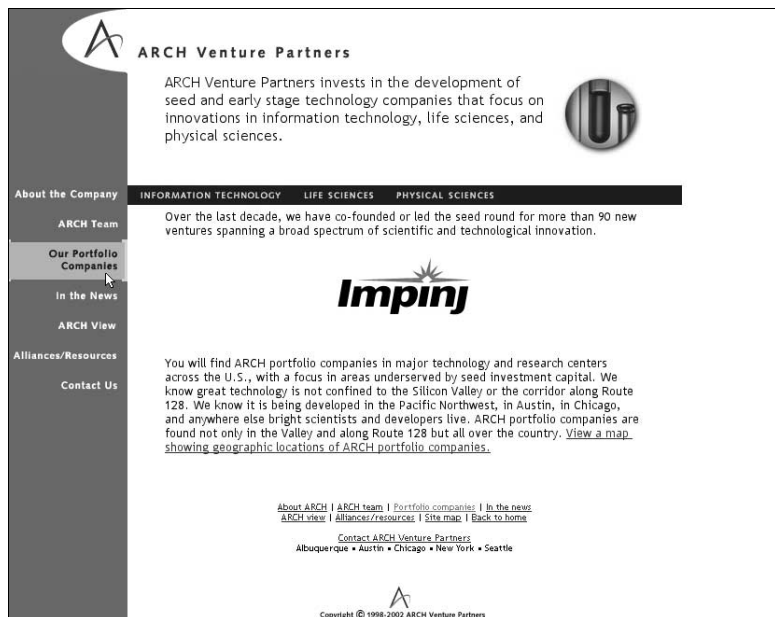 ARCH Venture Partners
ARCH Venture Partners invests in the development of
seed and early stage technology companies that focus on
innovations in information technology, life sciences, and
physical sciences.
About the Company
ARCH Team
Our Portfolio
Companies
In the News
ARCH View
Alliances/Resources
Contact Us
INFORMATION TECHNOLOGY LIFE SCIENCES PHYSICAL SCIENCES
Over the last decade, we have co-founded or led the seed round for more than 90 new
ventures spanning a broad spectrum of scientific and technological innovation.
Impinj
You will find ARCH portfolio companies in major technology and research centers
across the U.S., with a focus in areas underserved by seed investment capital. We
know great technology is not confined to the Silicon Valley or the corridor along Route
128. We know it is being developed in the Pacific Northwest, in Austin, in Chicago,
and anywhere else bright scientists and developers live. ARCH portfolio companies are
found not only in the Valley and along Route 128 but all over the country. View a map
showing geographic locations of ARCH portfolio companies.
About ARCH | ARCH team | Portfolio companies | In the news
ARCH view | Alliances/resources | Site map | Back to home
Contact ARCH Venture Partners
Albuquerque • Austin • Chicago • New York • Seattle
Copyright © 1998-2002 ARCH Venture Partners